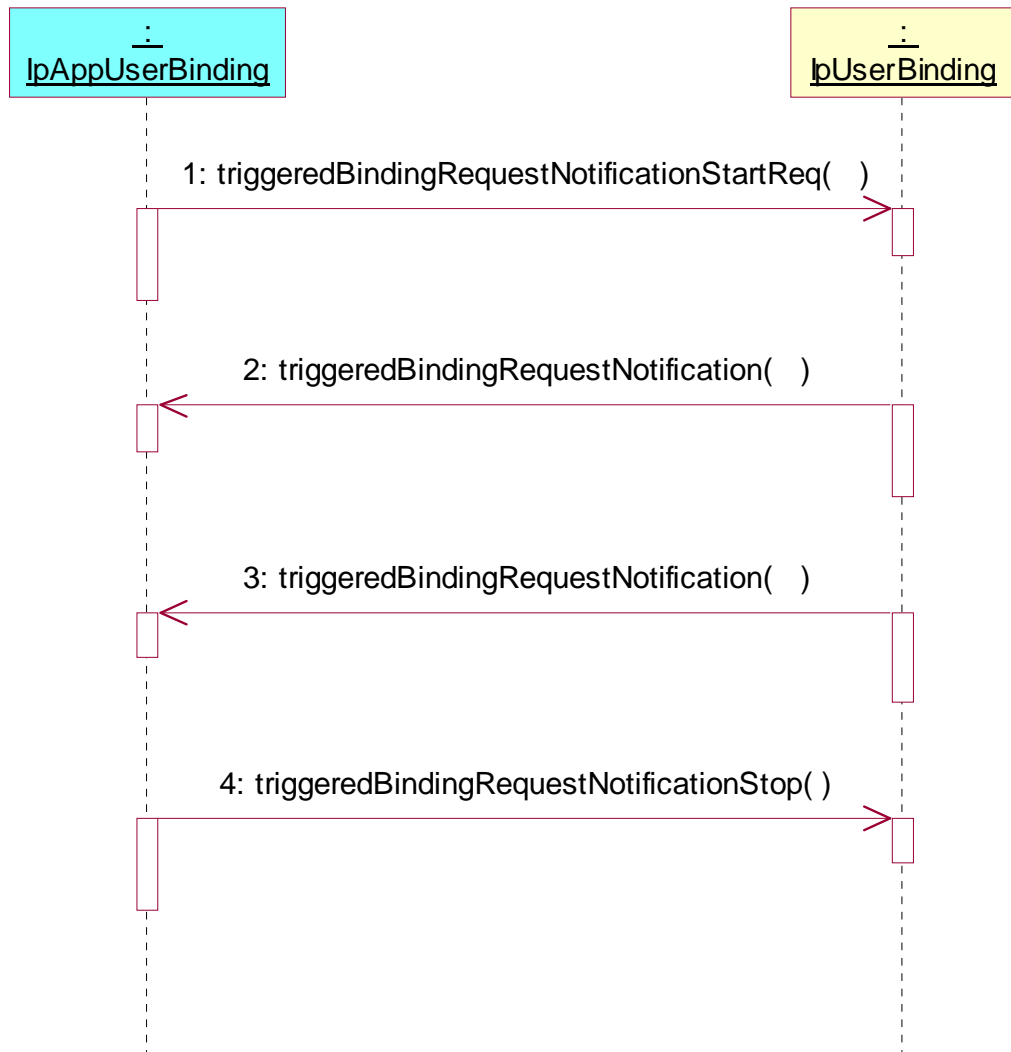 :
IpAppUserBinding
:
IpUserBinding
1: triggeredBindingRequestNotificationStartReq(   )
2: triggeredBindingRequestNotification(   )
3: triggeredBindingRequestNotification(   )
4: triggeredBindingRequestNotificationStop( )